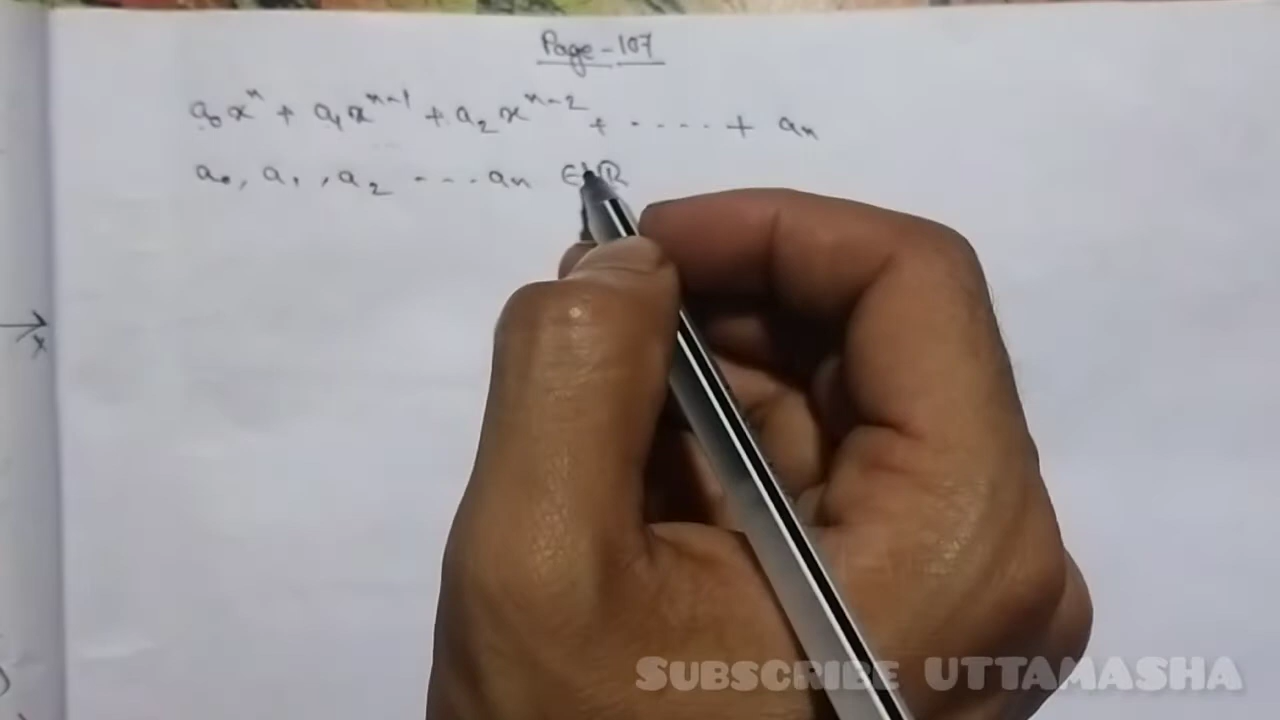 Page-107
a₀xⁿ + a₁xⁿ⁻¹ + a₂xⁿ⁻² + ..... + aₙ
a₀, a₁, a₂ ---- aₙ ∈ ℝ
x
SUBSCRIBE UTTAMASHA